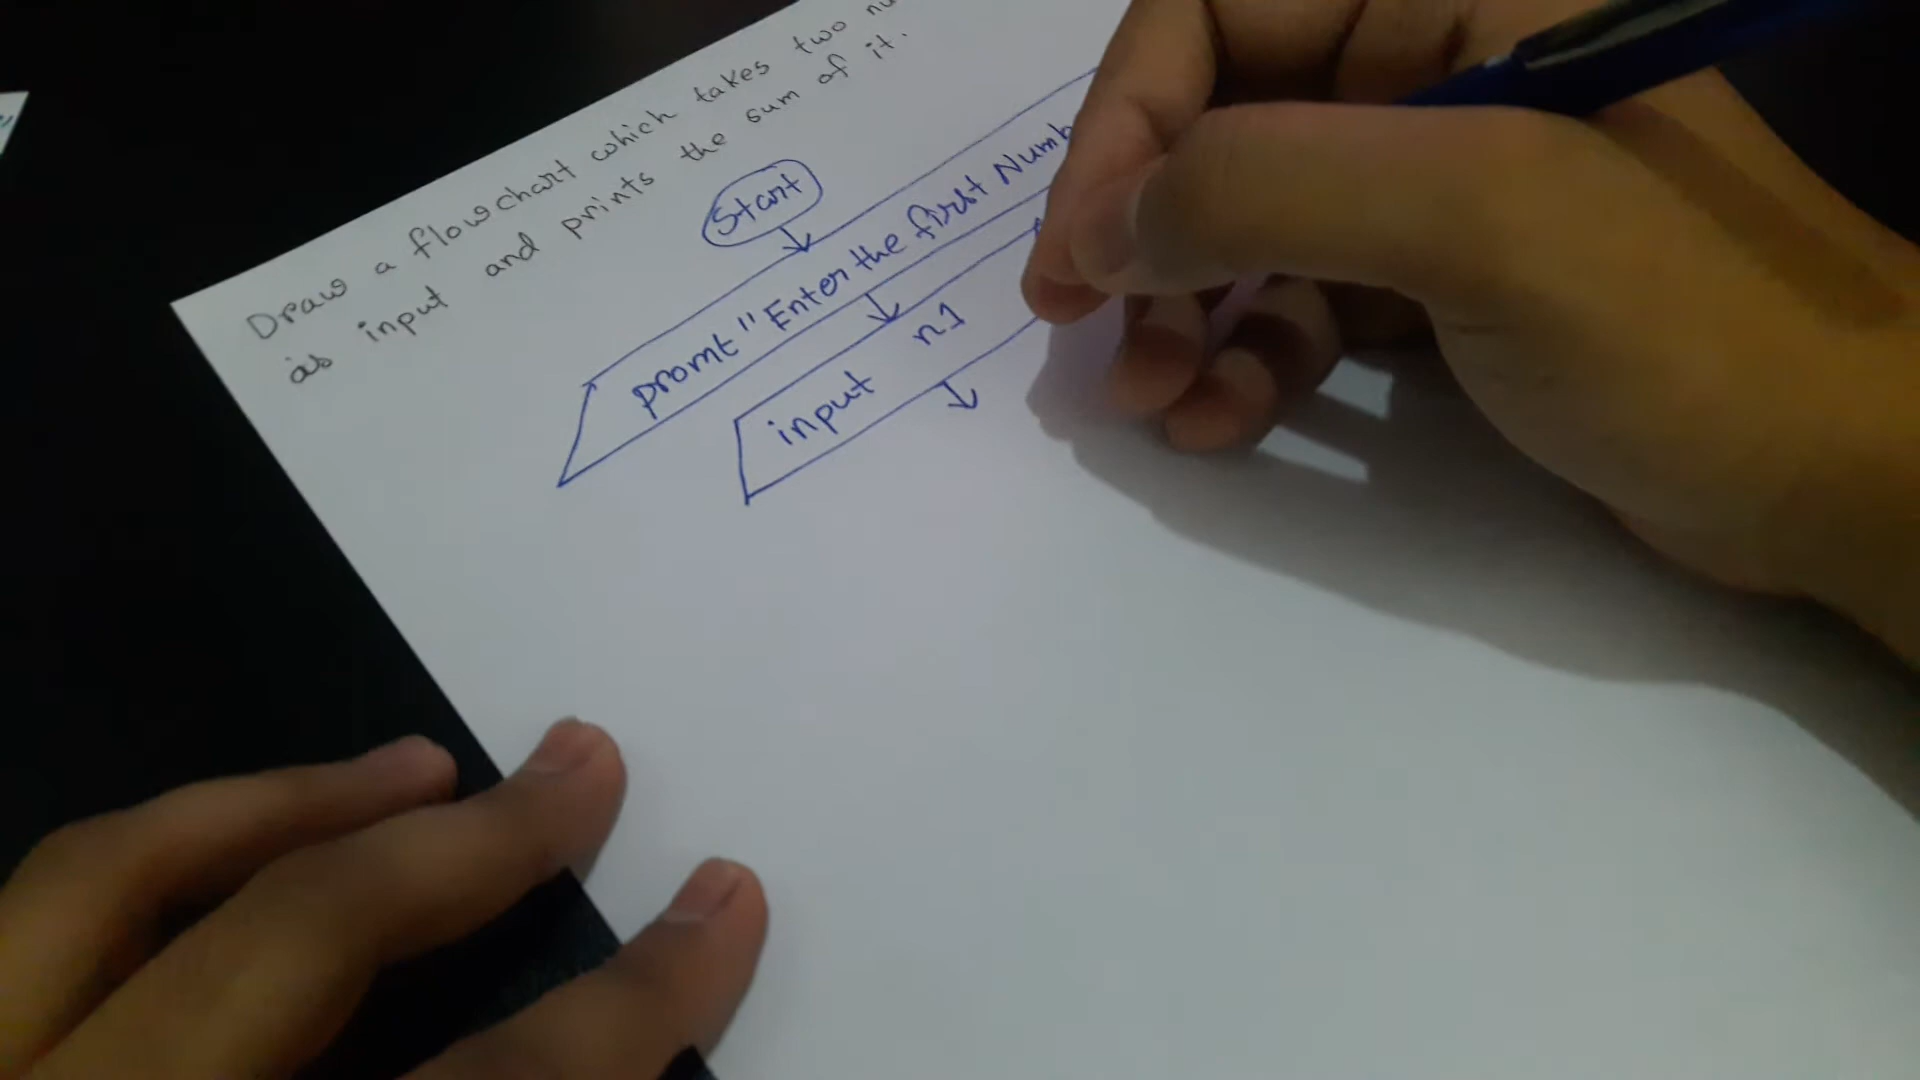 Draw a flowchart which takes two
as input and prints the sum of it.
Start
promt "Enter the first
input n1